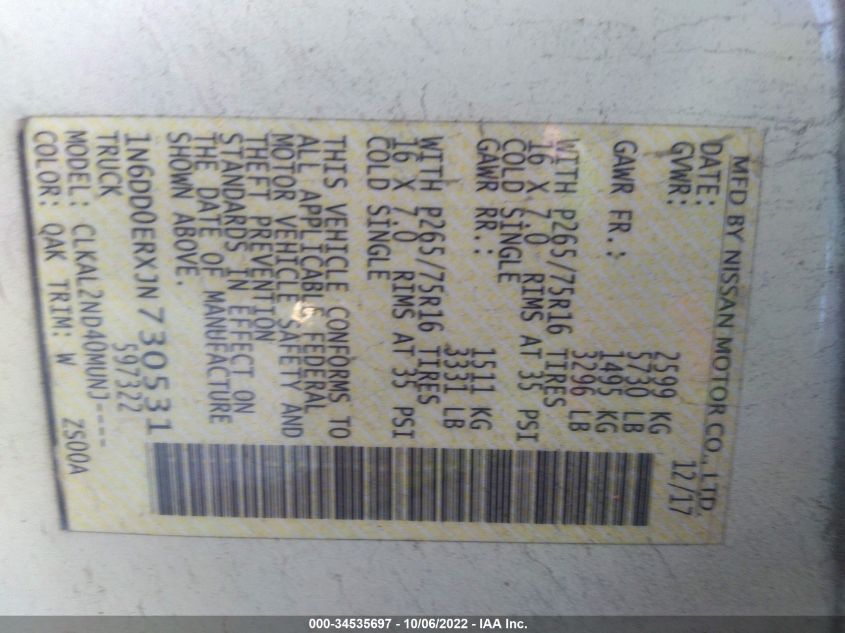 MFD BY NISSAN MOTOR CO., LTD.
DATE: 12/17
GVWR: 2599 KG
5730 LB
GAWR FR.: 1495 KG
3296 LB
WITH P265/75R16 TIRES
16 X 7.0 RIMS AT 35 PSI
COLD SINGLE
GAWR RR.: 1511 KG
3331 LB
WITH P265/75R16 TIRES
16 X 7.0 RIMS AT 35 PSI
COLD SINGLE
THIS VEHICLE CONFORMS TO
ALL APPLICABLE FEDERAL
MOTOR VEHICLE SAFETY AND
THEFT PREVENTION
STANDARDS IN EFFECT ON
THE DATE OF MANUFACTURE
SHOWN ABOVE.
1N6DD0ERXJN730531
TRUCK 597322
MODEL: CLKAL2ND40MUNJ----
COLOR: QAK TRIM: W ZS00A
000-34535697 - 10/06/2022 - IAA Inc.